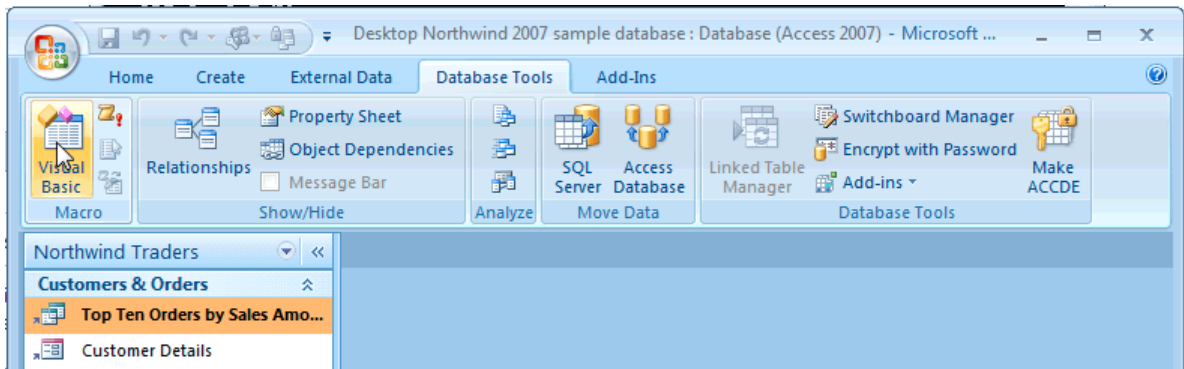 Desktop Northwind 2007 sample database : Database (Access 2007) - Microsoft ...
Home Create External Data Database Tools Add-Ins
Visual Basic
Relationships
Property Sheet
Object Dependencies
Message Bar
SQL Server
Access Database
Linked Table Manager
Switchboard Manager
Encrypt with Password
Add-ins
Make ACCDE
Macro Show/Hide Analyze Move Data Database Tools
Northwind Traders
Customers & Orders
Top Ten Orders by Sales Amo...
Customer Details